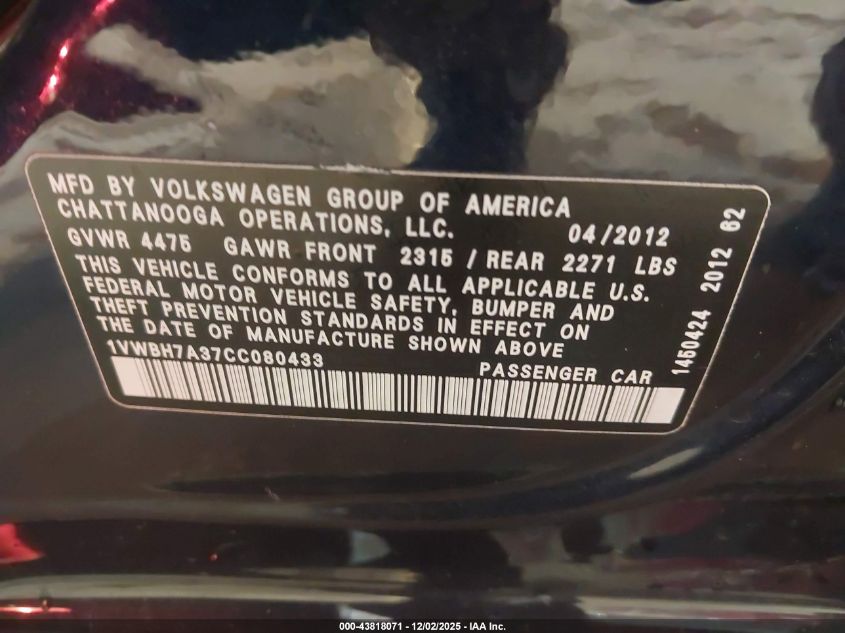 MFD BY VOLKSWAGEN GROUP OF AMERICA
CHATTANOOGA OPERATIONS, LLC. 04/2012
GVWR 4475 GAWR FRONT 2315 / REAR 2271 LBS
THIS VEHICLE CONFORMS TO ALL APPLICABLE U.S.
FEDERAL MOTOR VEHICLE SAFETY, BUMPER AND
THEFT PREVENTION STANDARDS IN EFFECT ON
THE DATE OF MANUFACTURE SHOWN ABOVE
1VWBH7A37CC080433 PASSENGER CAR
1450424 2012 62
000-43818071 - 12/02/2025 - IAA Inc.